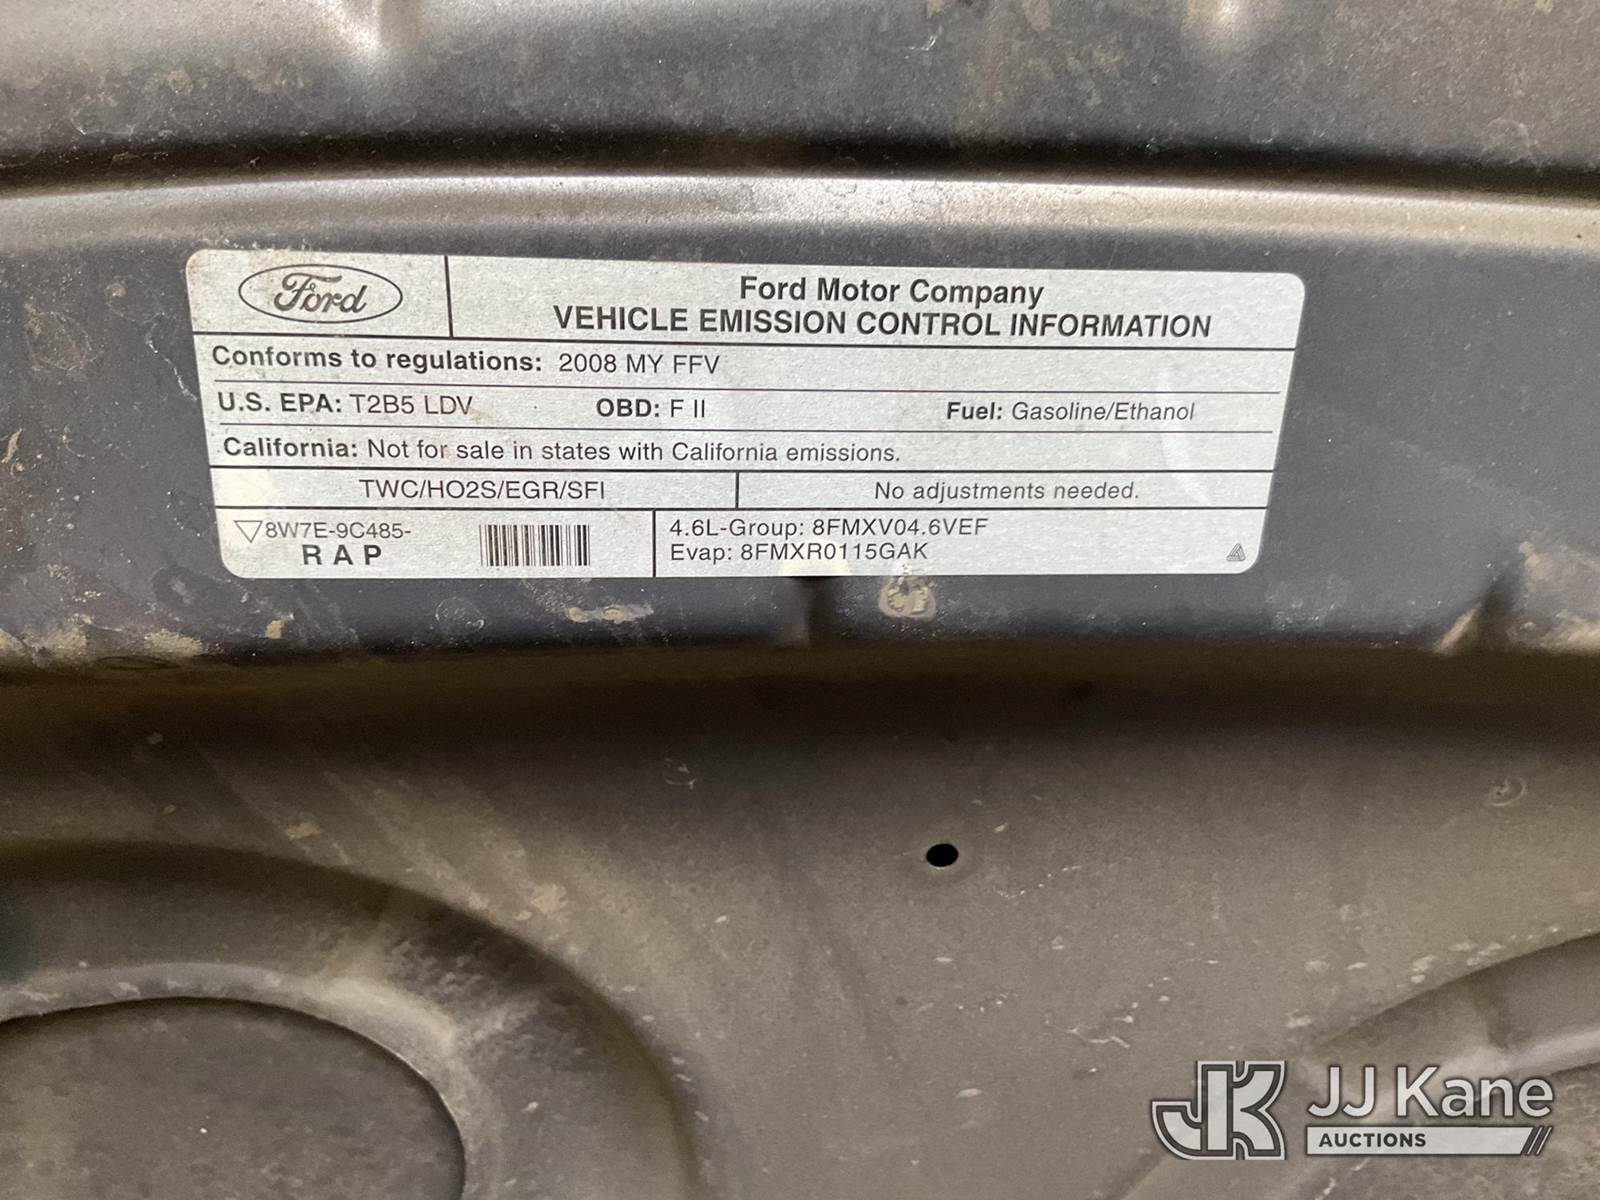 Ford
Ford Motor Company
VEHICLE EMISSION CONTROL INFORMATION
Conforms to regulations: 2008 MY FFV
U.S. EPA: T2B5 LDV OBD: F II Fuel: Gasoline/Ethanol
California: Not for sale in states with California emissions.
TWC/HO2S/EGR/SFI No adjustments needed.
8W7E-9C485-
R A P
4.6L-Group: 8FMXV04.6VEF
Evap: 8FMXR0115GAK
JK JJ Kane
AUCTIONS